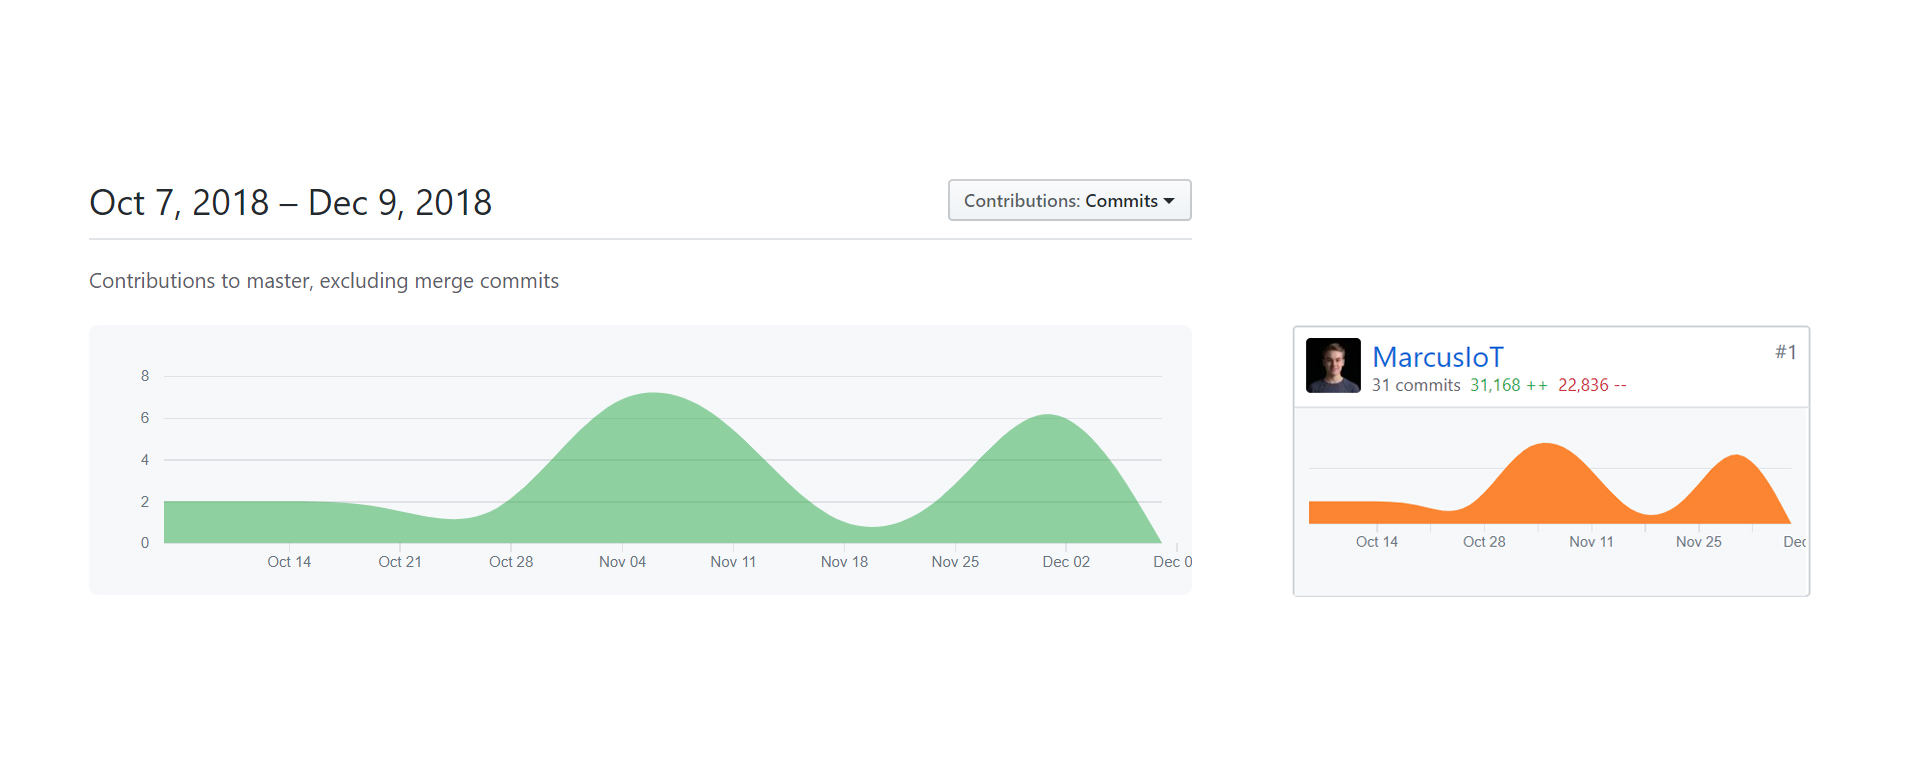 Oct 7, 2018 – Dec 9, 2018
Contributions: Commits
Contributions to master, excluding merge commits
8
6
4
2
0
Oct 14 Oct 21 Oct 28 Nov 04 Nov 11 Nov 18 Nov 25 Dec 02 Dec 0
MarcusIoT #1
31 commits 31,168 ++ 22,836 --
Oct 14 Oct 28 Nov 11 Nov 25 Dec